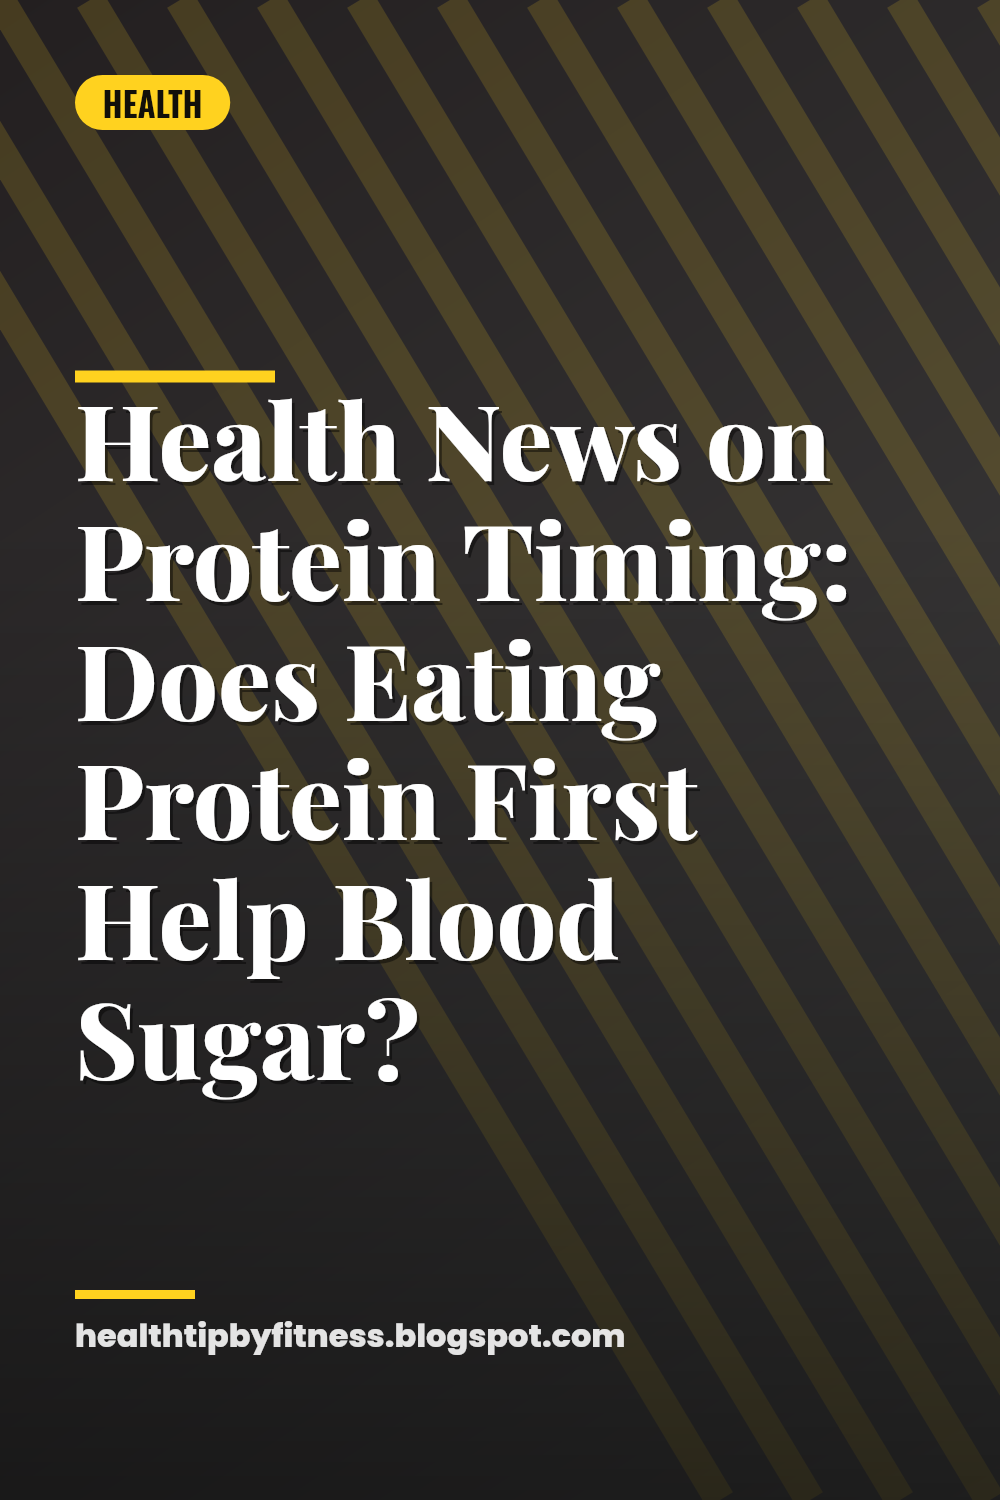 HEALTH
Health News on
Protein Timing:
Does Eating
Protein First
Help Blood
Sugar?
healthtipbyfitness.blogspot.com